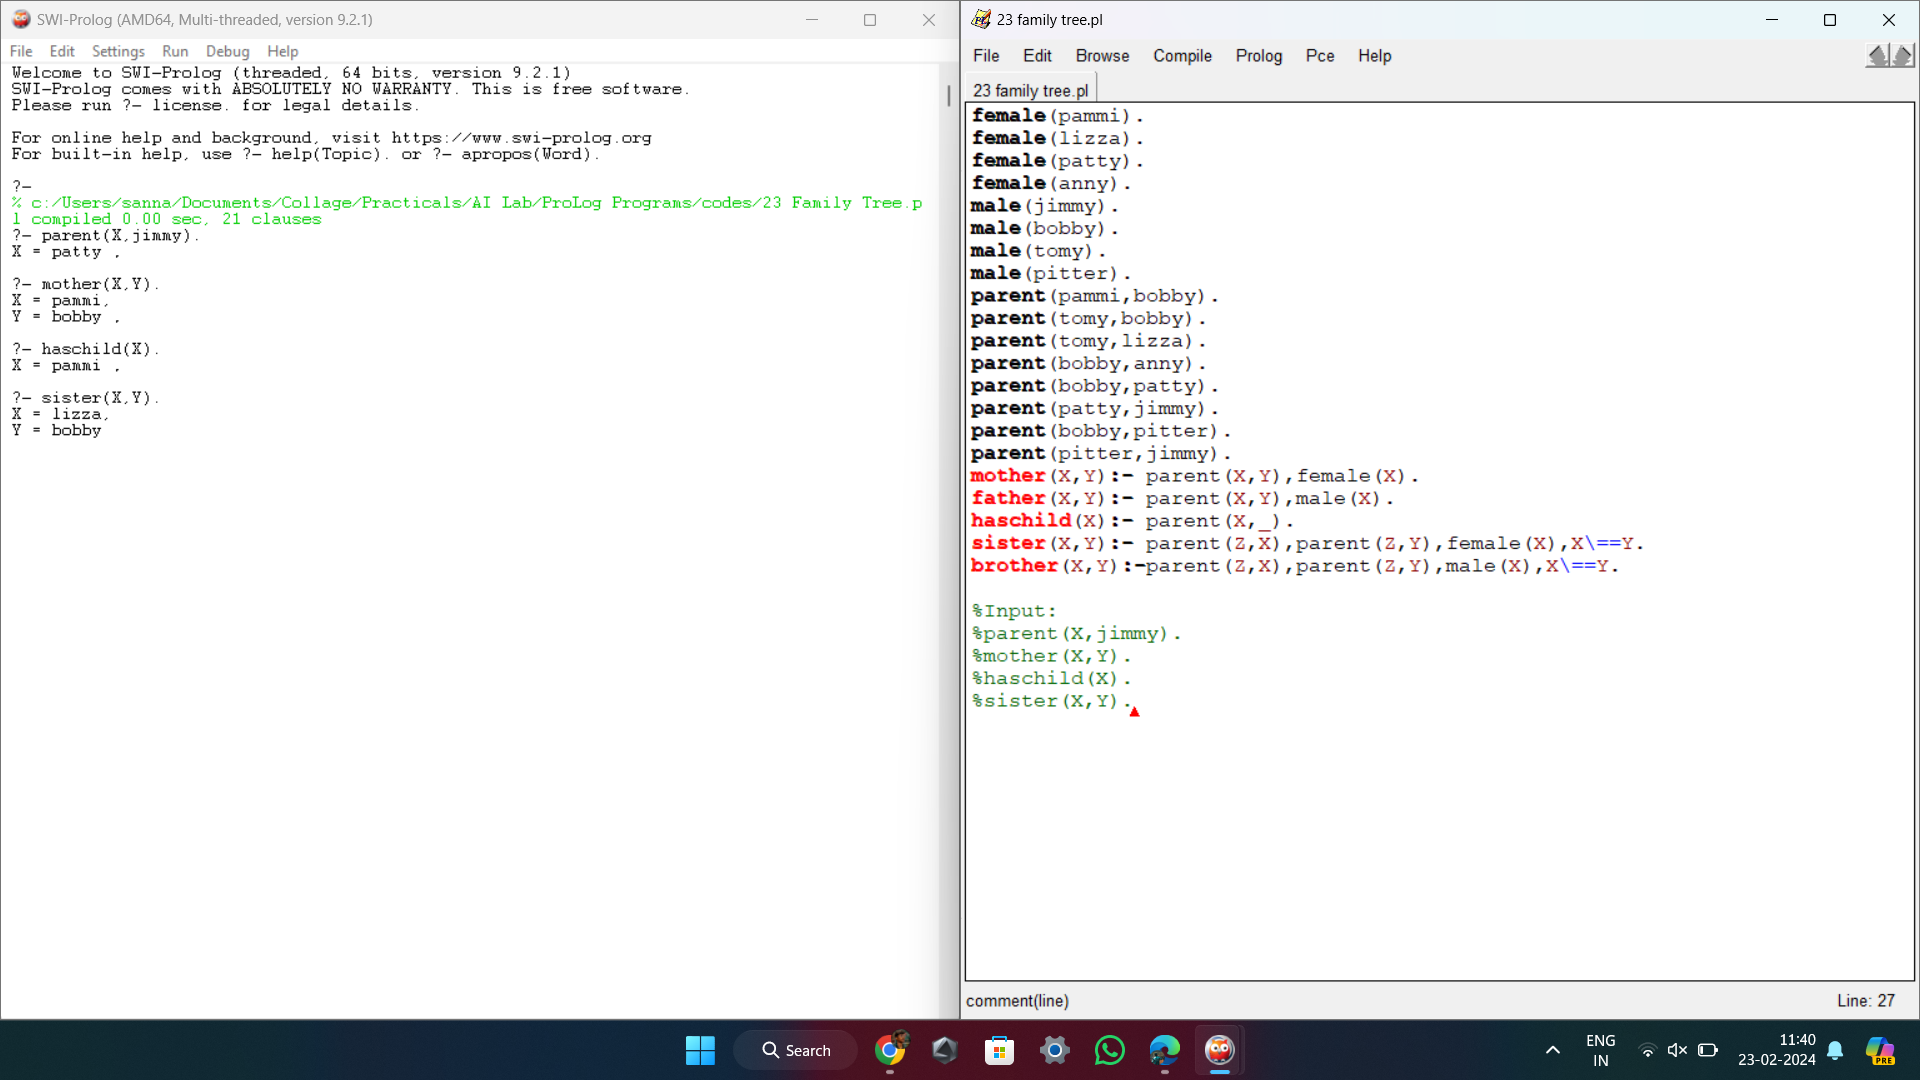 SWI-Prolog (AMD64, Multi-threaded, version 9.2.1)
File Edit Settings Run Debug Help
Welcome to SWI-Prolog (threaded, 64 bits, version 9.2.1)
SWI-Prolog comes with ABSOLUTELY NO WARRANTY. This is free software.
Please run ?- license. for legal details.
For online help and background, visit https://www.swi-prolog.org
For built-in help, use ?- help(Topic). or ?- apropos(Word).
?-
% c:/Users/sanna/Documents/Collage/Practicals/AI Lab/ProLog Programs/codes/23 Family Tree.p
l compiled 0.00 sec, 21 clauses
?- parent(X,jimmy).
X = patty .
?- mother(X,Y).
X = pammi,
Y = bobby .
?- haschild(X).
X = pammi .
?- sister(X,Y).
X = lizza,
Y = bobby
23 family tree.pl
File Edit Browse Compile Prolog Pce Help
23 family tree.pl
female(pammi).
female(lizza).
female(patty).
female(anny).
male(jimmy).
male(bobby).
male(tomy).
male(pitter).
parent(pammi,bobby).
parent(tomy,bobby).
parent(tomy,lizza).
parent(bobby,anny).
parent(bobby,patty).
parent(patty,jimmy).
parent(bobby,pitter).
parent(pitter,jimmy).
mother(X,Y):- parent(X,Y),female(X).
father(X,Y):- parent(X,Y),male(X).
haschild(X):- parent(X,_).
sister(X,Y):- parent(Z,X),parent(Z,Y),female(X),X\==Y.
brother(X,Y):-parent(Z,X),parent(Z,Y),male(X),X\==Y.
%Input:
%parent(X,jimmy).
%mother(X,Y).
%haschild(X).
%sister(X,Y).
comment(line) Line: 27
Search
ENG
IN
11:40
23-02-2024
PRE